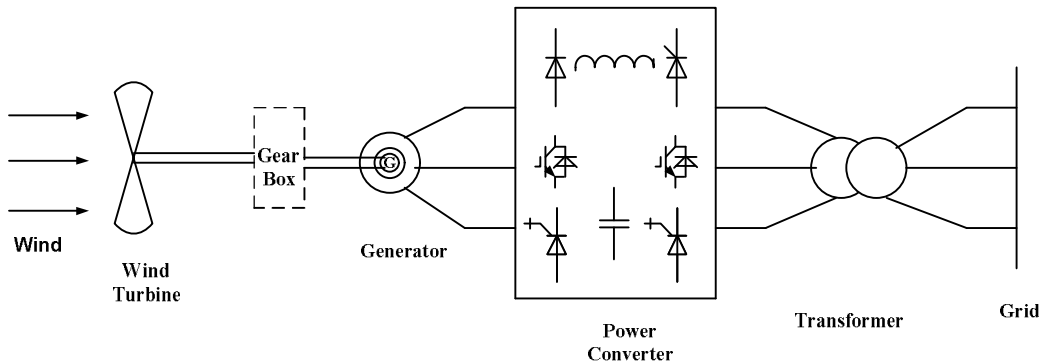 Wind
Wind
Turbine
Gear
Box
G
Generator
Power
Converter
Transformer
Grid